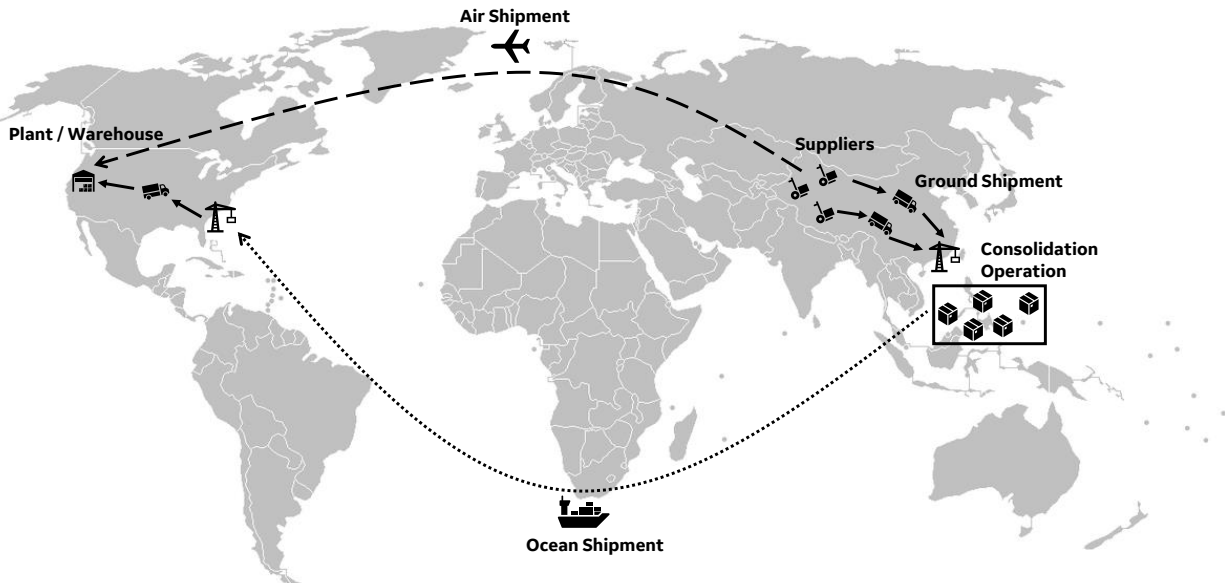 Air Shipment
Plant / Warehouse
Suppliers
Ground Shipment
Consolidation
Operation
Ocean Shipment